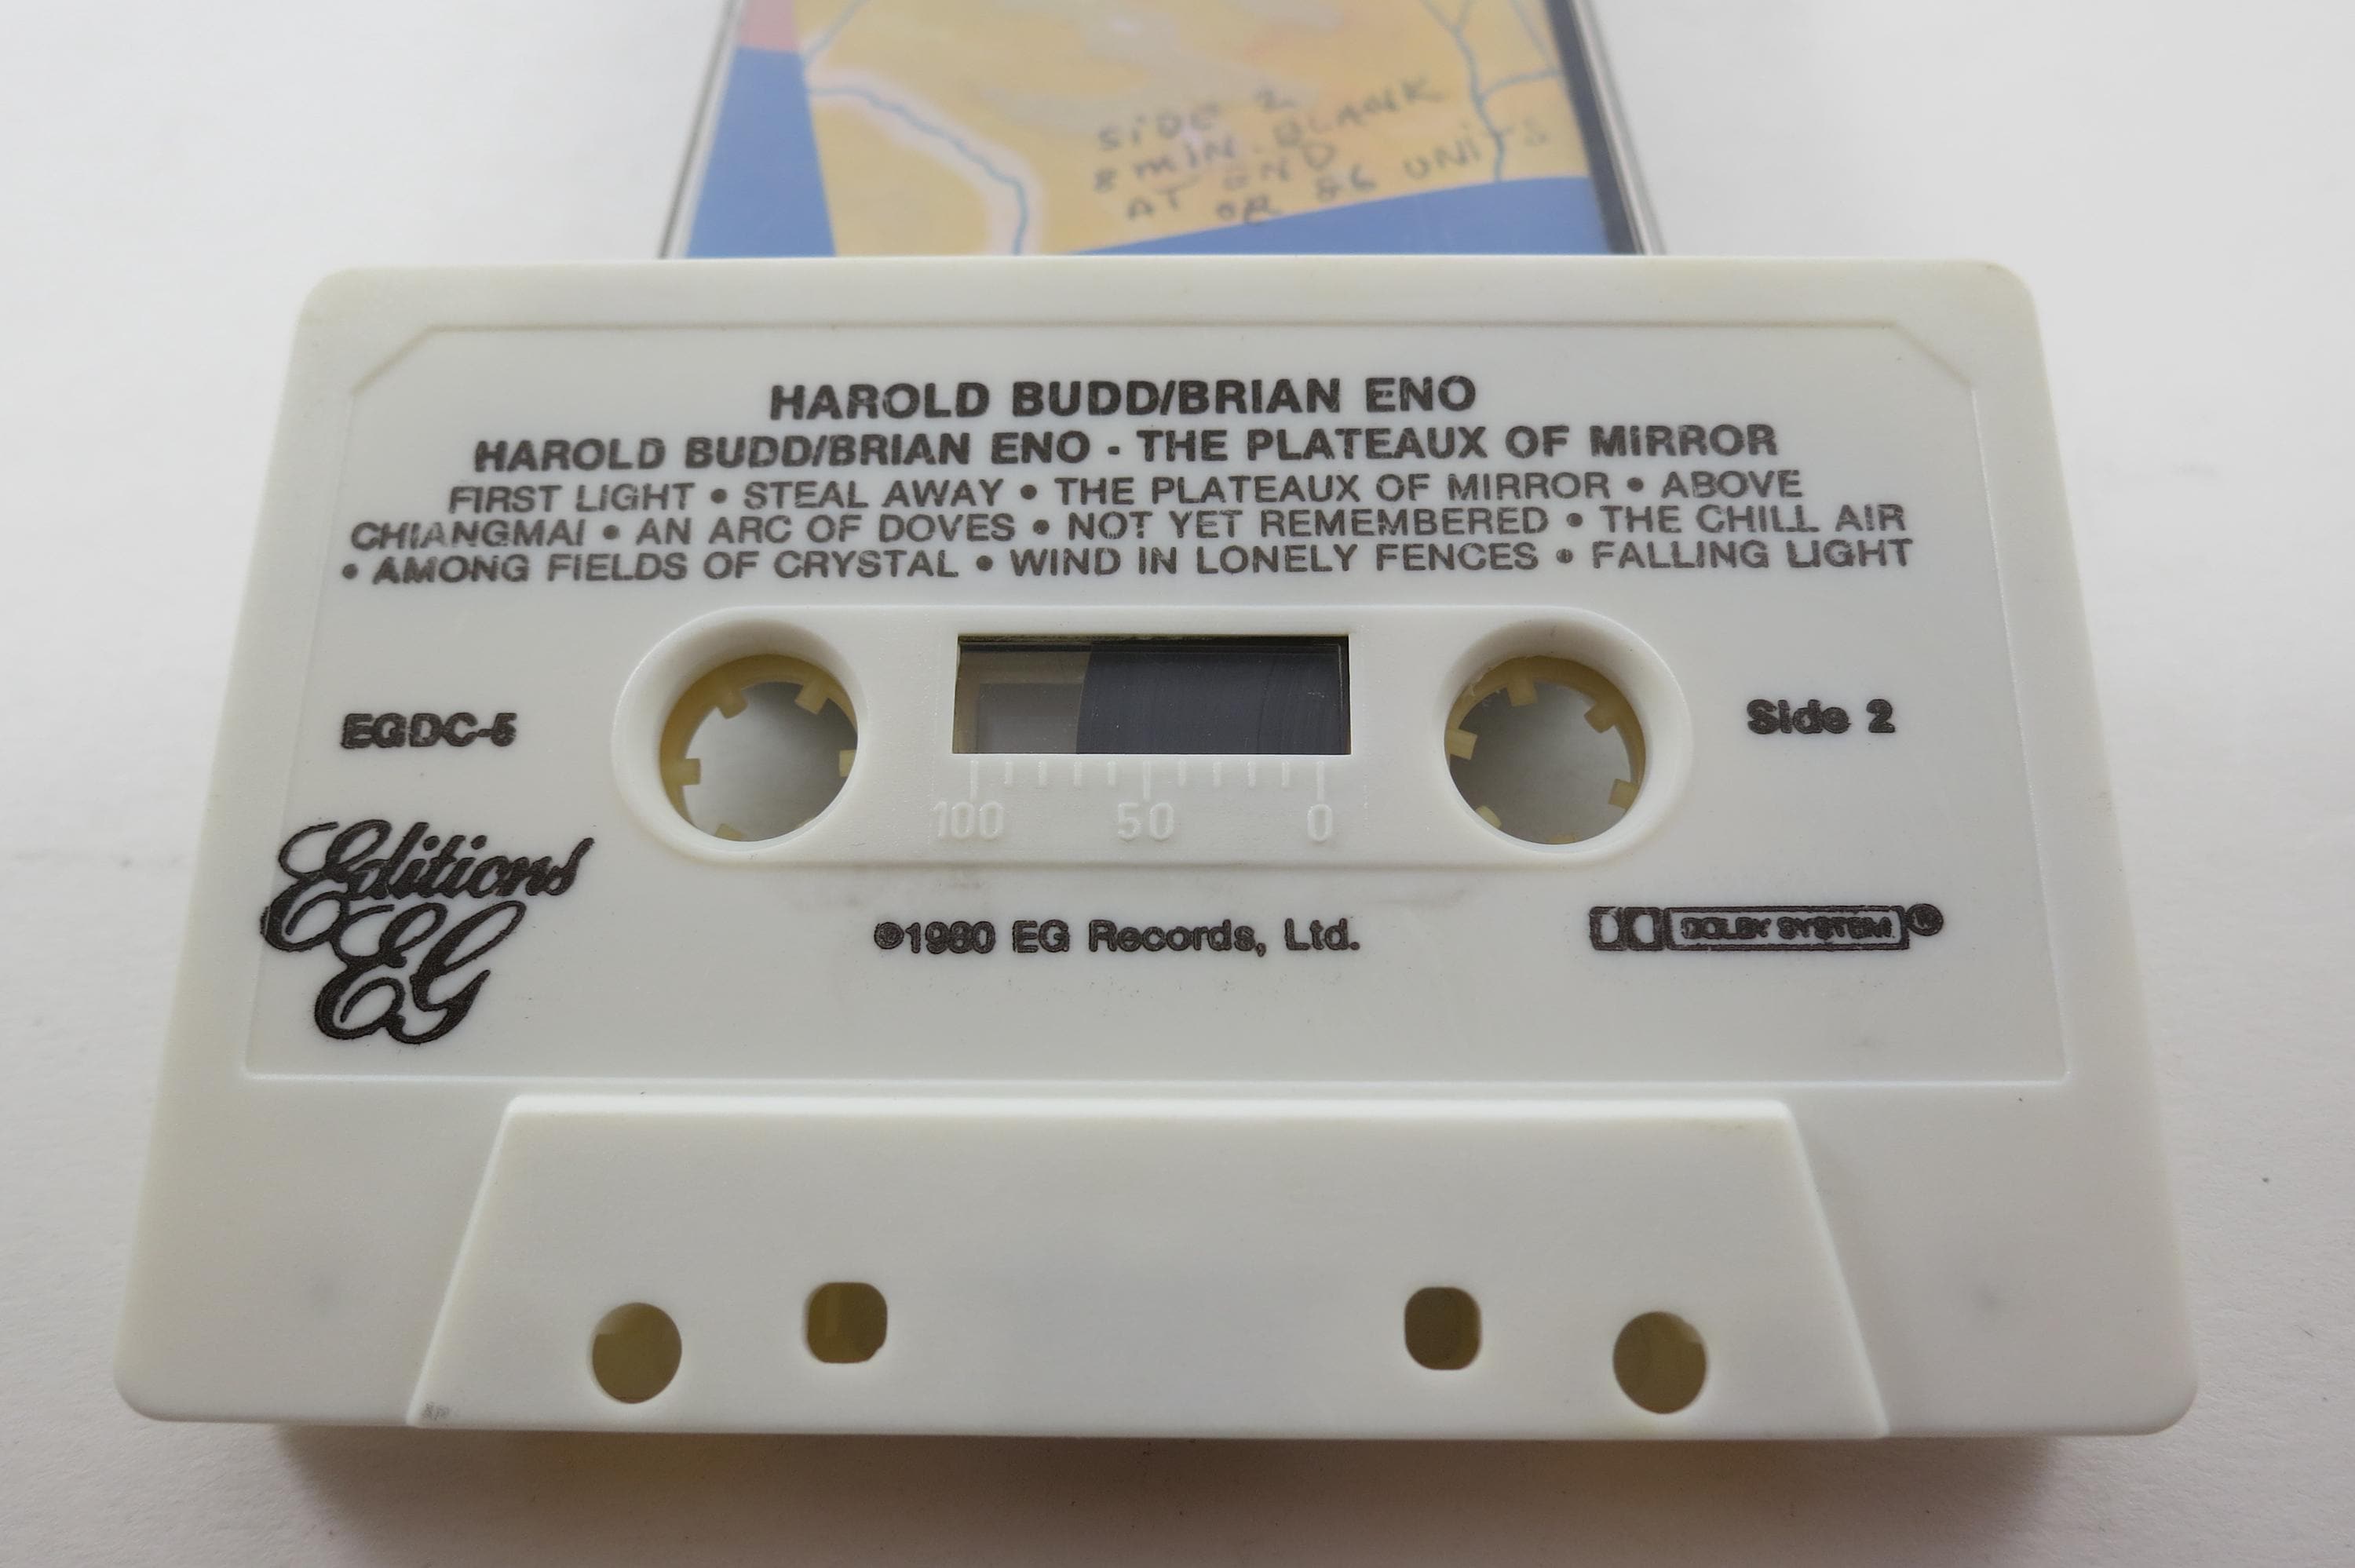 SIDE 2
8 MIN. BLANK
AT END
OR 86 UNITS
HAROLD BUDD/BRIAN ENO
HAROLD BUDD/BRIAN ENO - THE PLATEAUX OF MIRROR
FIRST LIGHT • STEAL AWAY • THE PLATEAUX OF MIRROR • ABOVE
CHIANGMAI • AN ARC OF DOVES • NOT YET REMEMBERED • THE CHILL AIR
• AMONG FIELDS OF CRYSTAL • WIND IN LONELY FENCES • FALLING LIGHT
EGDC-5
Side 2
100 50 0
Editions
EG
℗1980 EG Records, Ltd.
DOLBY SYSTEM ®